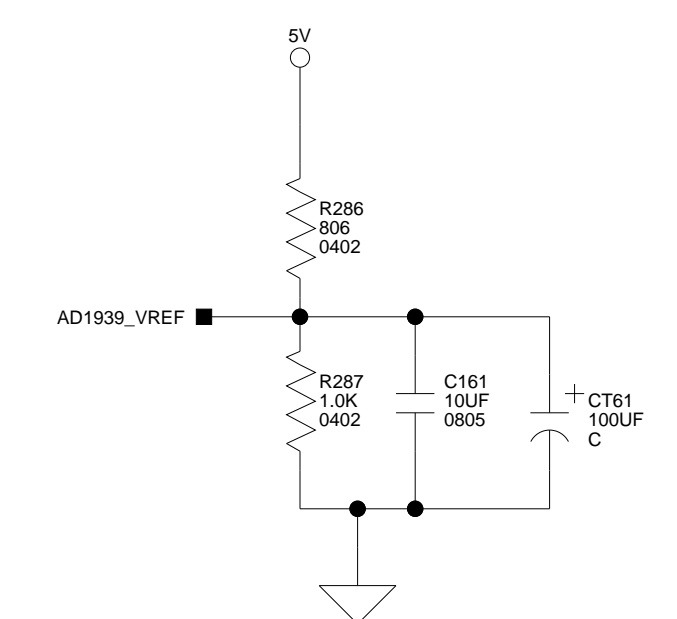 5V
R286
806
0402
AD1939_VREF
R287
1.0K
0402
C161
10UF
0805
+
CT61
100UF
C